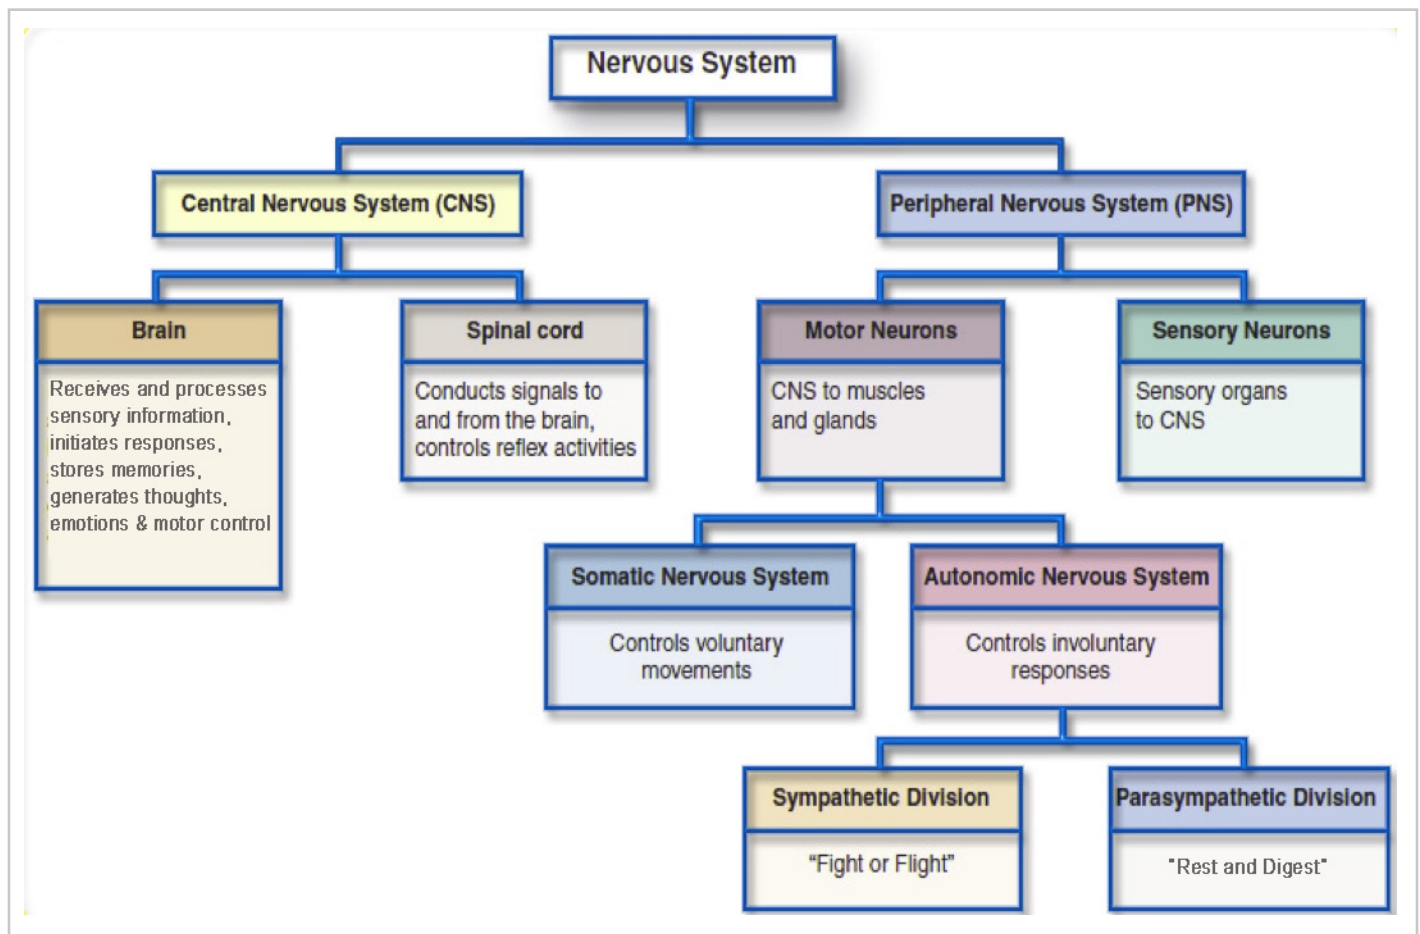 Nervous System
Central Nervous System (CNS)
Peripheral Nervous System (PNS)
Brain
Receives and processes
sensory information,
initiates responses,
stores memories,
generates thoughts,
emotions & motor control
Spinal cord
Conducts signals to
and from the brain,
controls reflex activities
Motor Neurons
CNS to muscles
and glands
Sensory Neurons
Sensory organs
to CNS
Somatic Nervous System
Controls voluntary
movements
Autonomic Nervous System
Controls involuntary
responses
Sympathetic Division
“Fight or Flight”
Parasympathetic Division
"Rest and Digest"